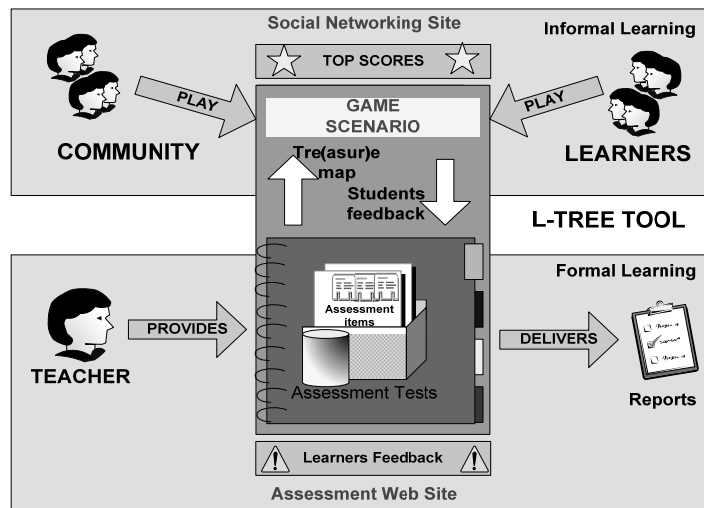 Social Networking Site
Informal Learning
TOP SCORES
PLAY
PLAY
GAME
SCENARIO
COMMUNITY
LEARNERS
Tre(asur)e
map
Students
feedback
L-TREE TOOL
Formal Learning
Assessment
items
PROVIDES
DELIVERS
TEACHER
Assessment Tests
Reports
Learners Feedback
Assessment Web Site